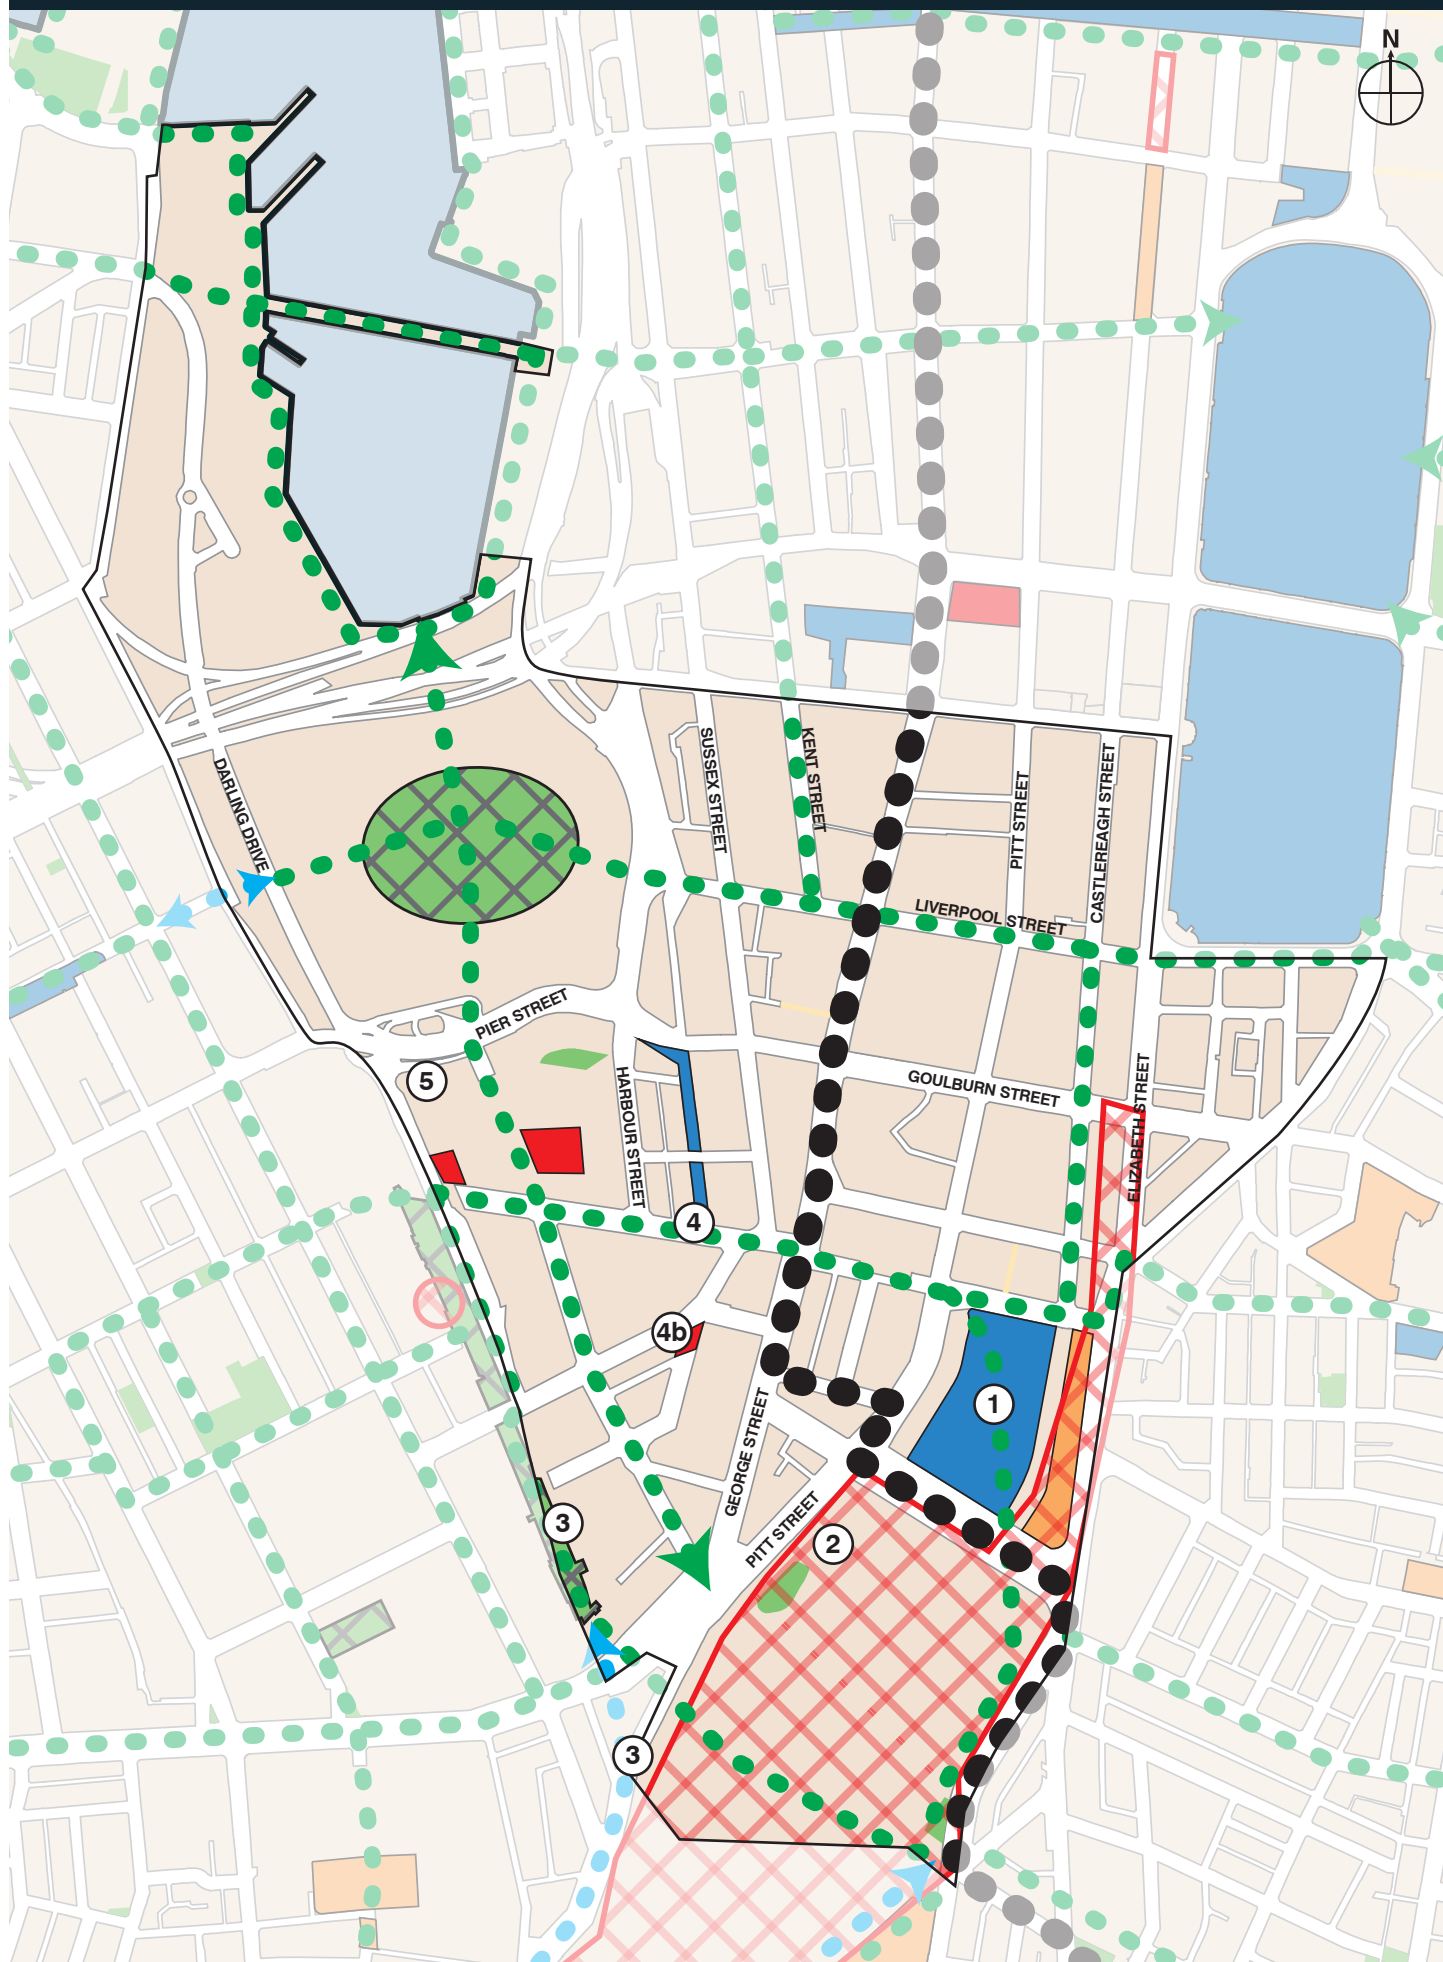 N
SUSSEX STREET
KENT STREET
DARLING DRIVE
PITT STREET
CASTLEREAGH STREET
LIVERPOOL STREET
PIER STREET
5
HARBOUR STREET
GOULBURN STREET
ELIZABETH STREET
4
4b
1
GEORGE STREET
PITT STREET
3
2
3